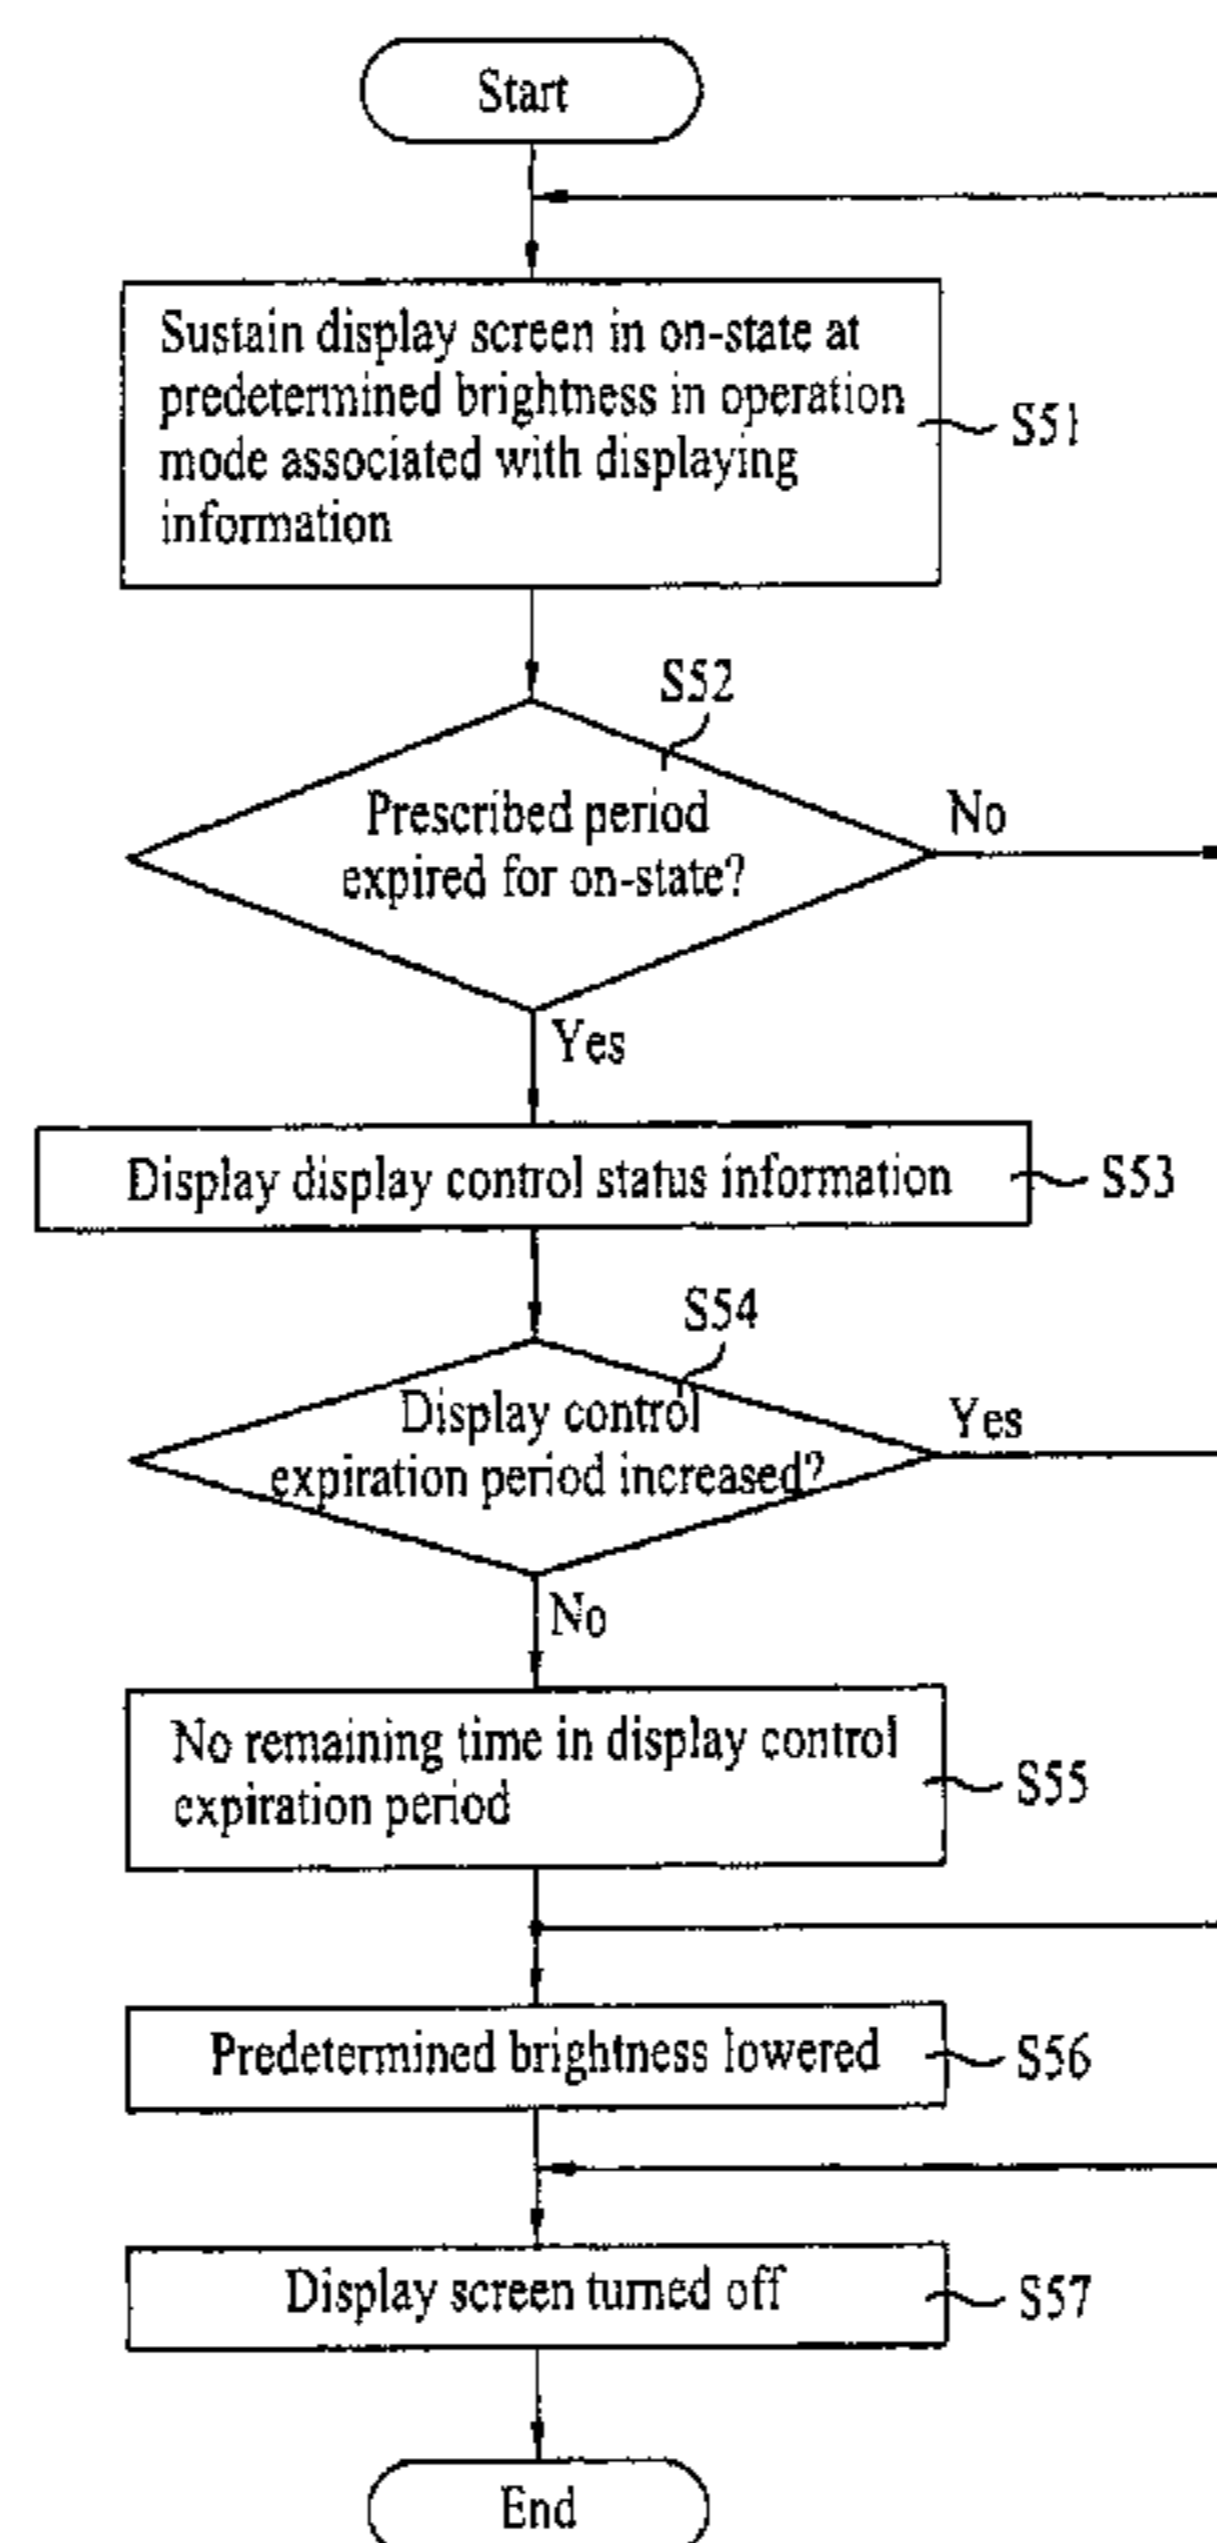 Start
Sustain display screen in on-state at
predetermined brightness in operation
mode associated with displaying
information
S51
S52
Prescribed period
expired for on-state?
No
Yes
Display display control status information
S53
S54
Display control
expiration period increased?
Yes
No
No remaining time in display control
expiration period
S55
Predetermined brightness lowered
S56
Display screen turned off
S57
End